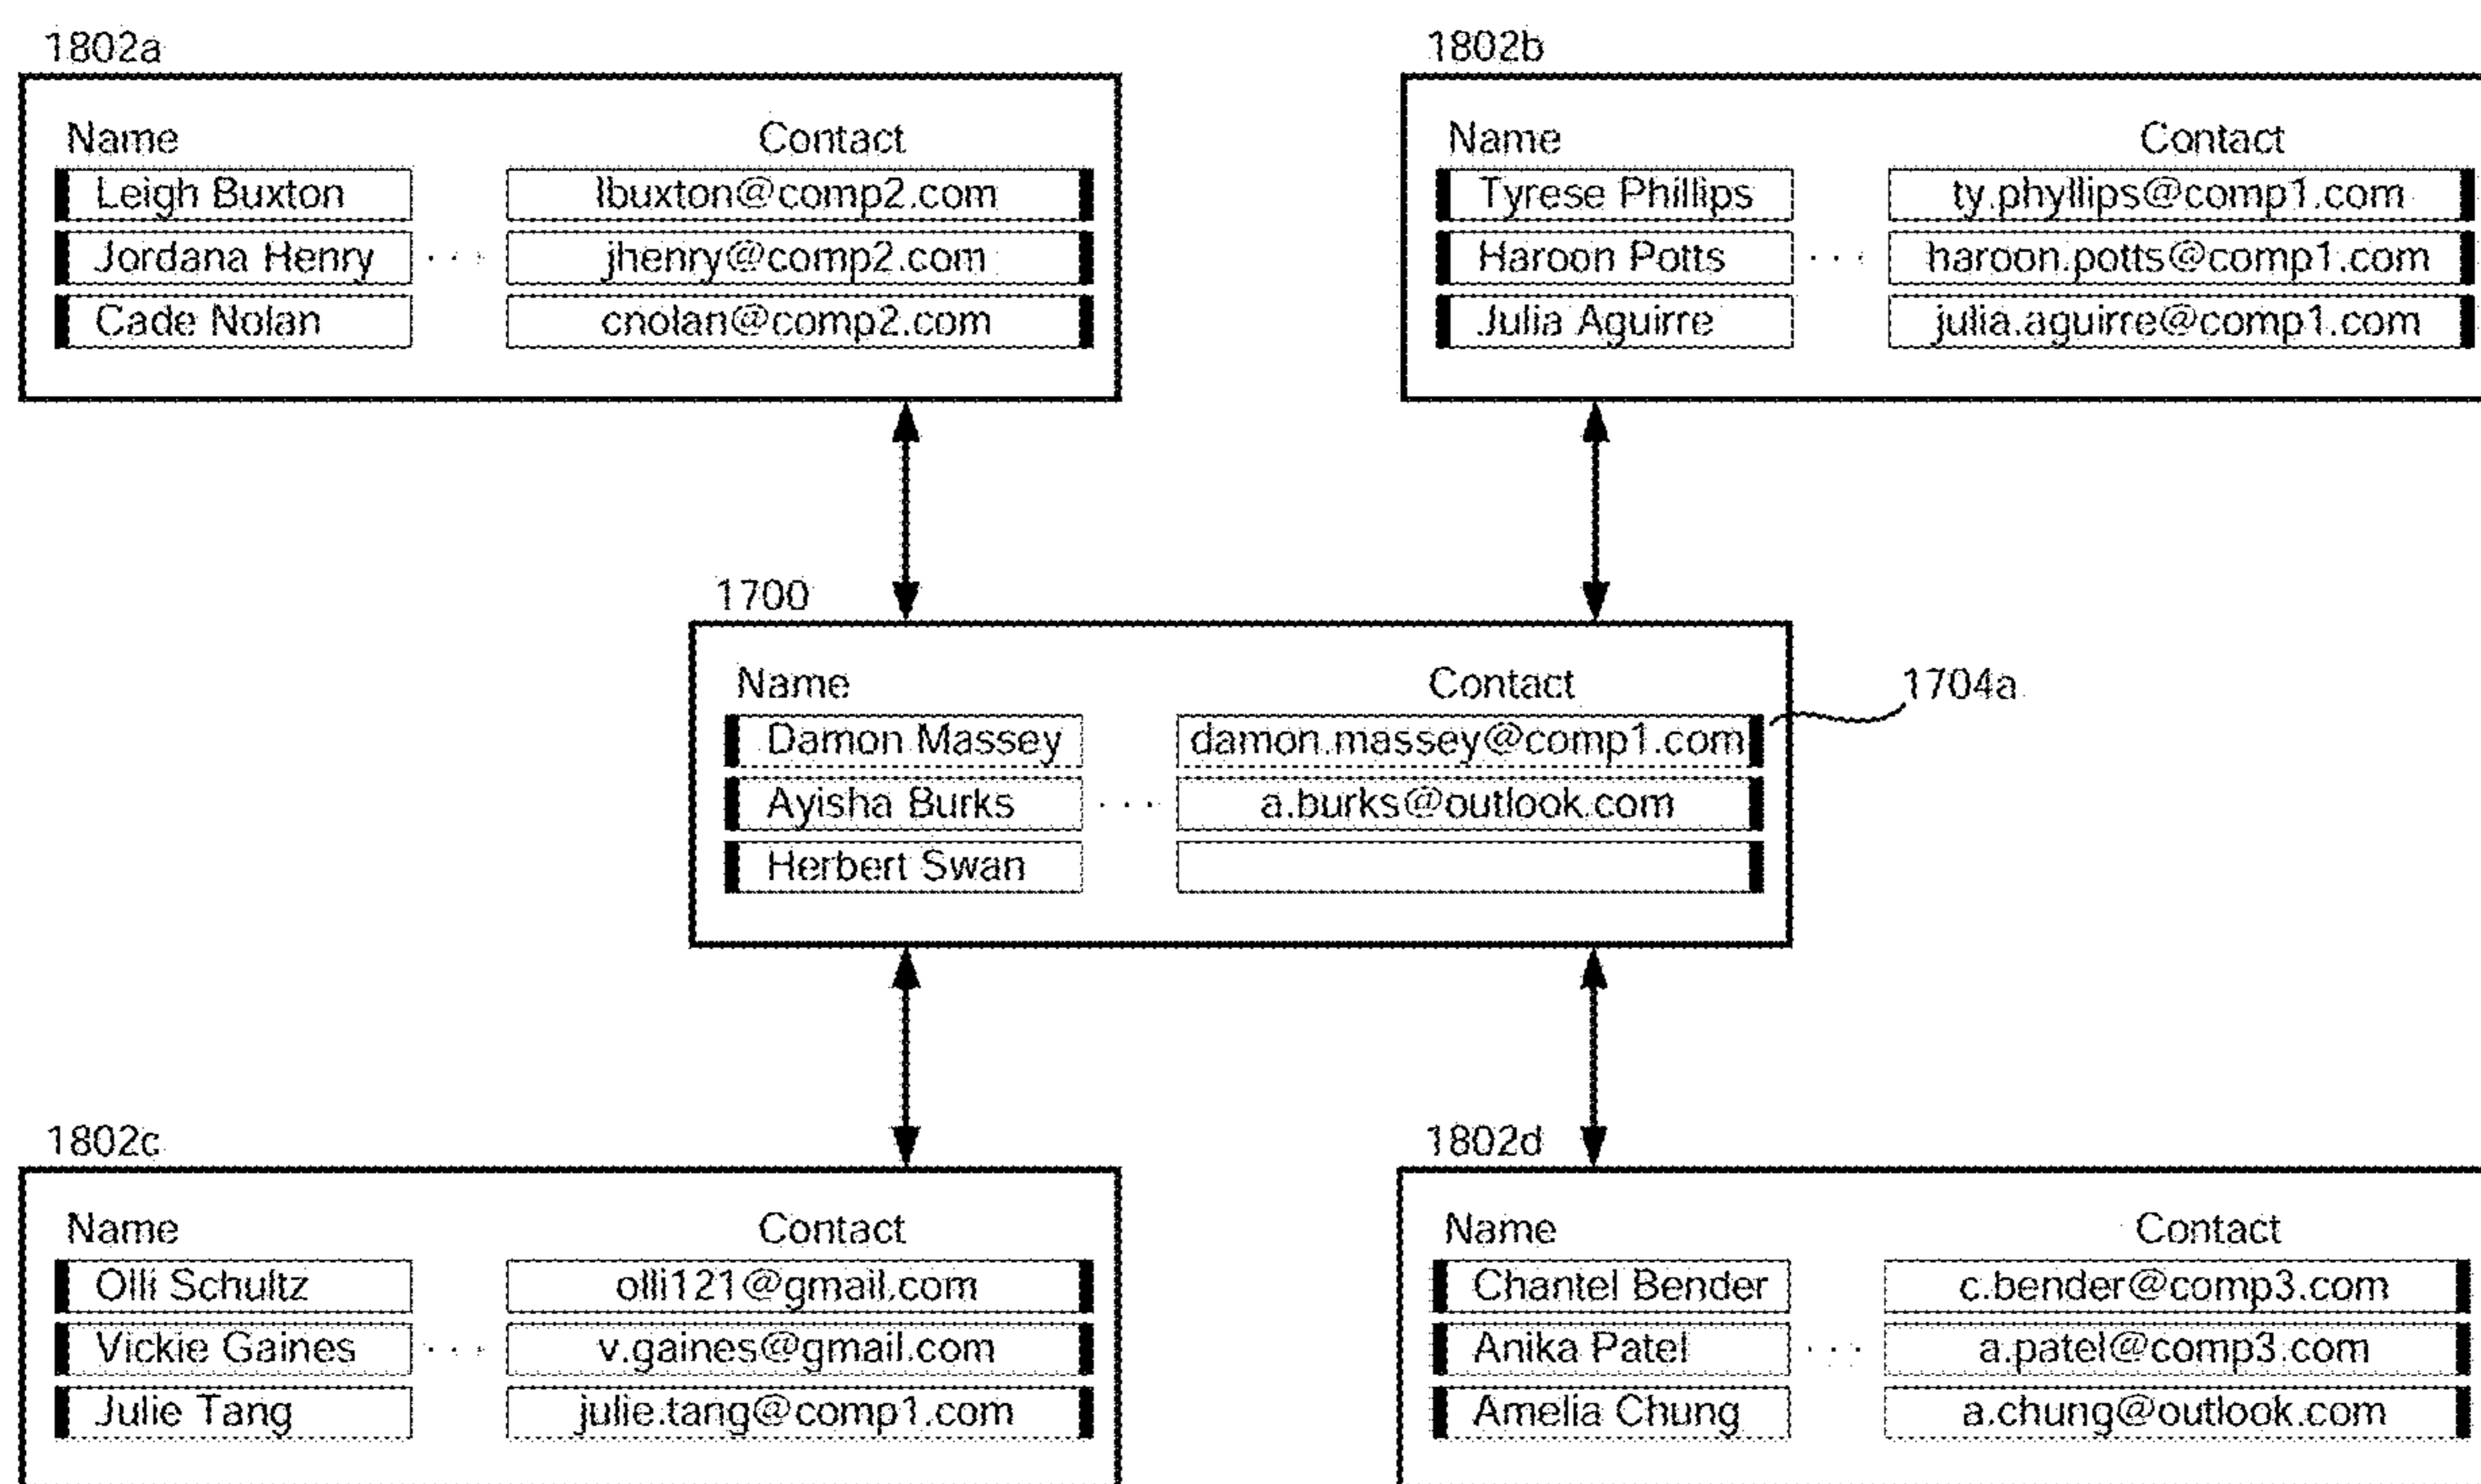 1802a
Name Contact
Leigh Buxton lbuxton@comp2.com
Jordana Henry ... jhenry@comp2.com
Cade Nolan cnolan@comp2.com
1802b
Name Contact
Tyrese Phillips ty.phyllips@comp1.com
Haroon Potts ... haroon.potts@comp1.com
Julia Aguirre julia.aguirre@comp1.com
1700
Name Contact
Damon Massey damon.massey@comp1.com
Ayisha Burks ... a.burks@outlook.com
Herbert Swan
1704a
1802c
Name Contact
Olli Schultz olli121@gmail.com
Vickie Gaines ... v.gaines@gmail.com
Julie Tang julie.tang@comp1.com
1802d
Name Contact
Chantel Bender c.bender@comp3.com
Anika Patel ... a.patel@comp3.com
Amelia Chung a.chung@outlook.com